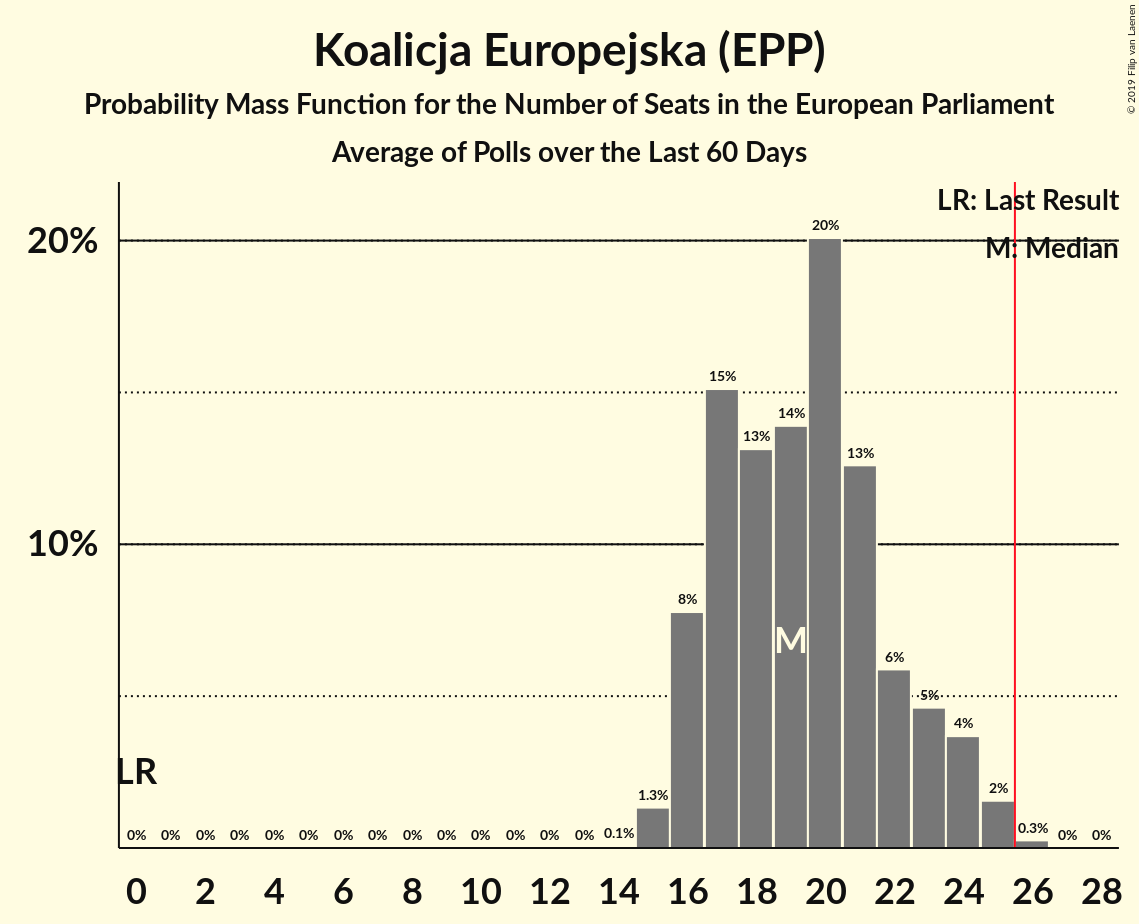 Koalicja Europejska (EPP)
Probability Mass Function for the Number of Seats in the European Parliament
Average of Polls over the Last 60 Days
© 2019 Filip van Laenen
LR: Last Result
M: Median
20%
10%
20%
15%
14%
13%
13%
8%
M
6%
5%
4%
LR
0% 0% 0% 0% 0% 0% 0% 0% 0% 0% 0% 0% 0% 0% 0.1% 1.3% 2% 0.3% 0% 0%
0 2 4 6 8 10 12 14 16 18 20 22 24 26 28